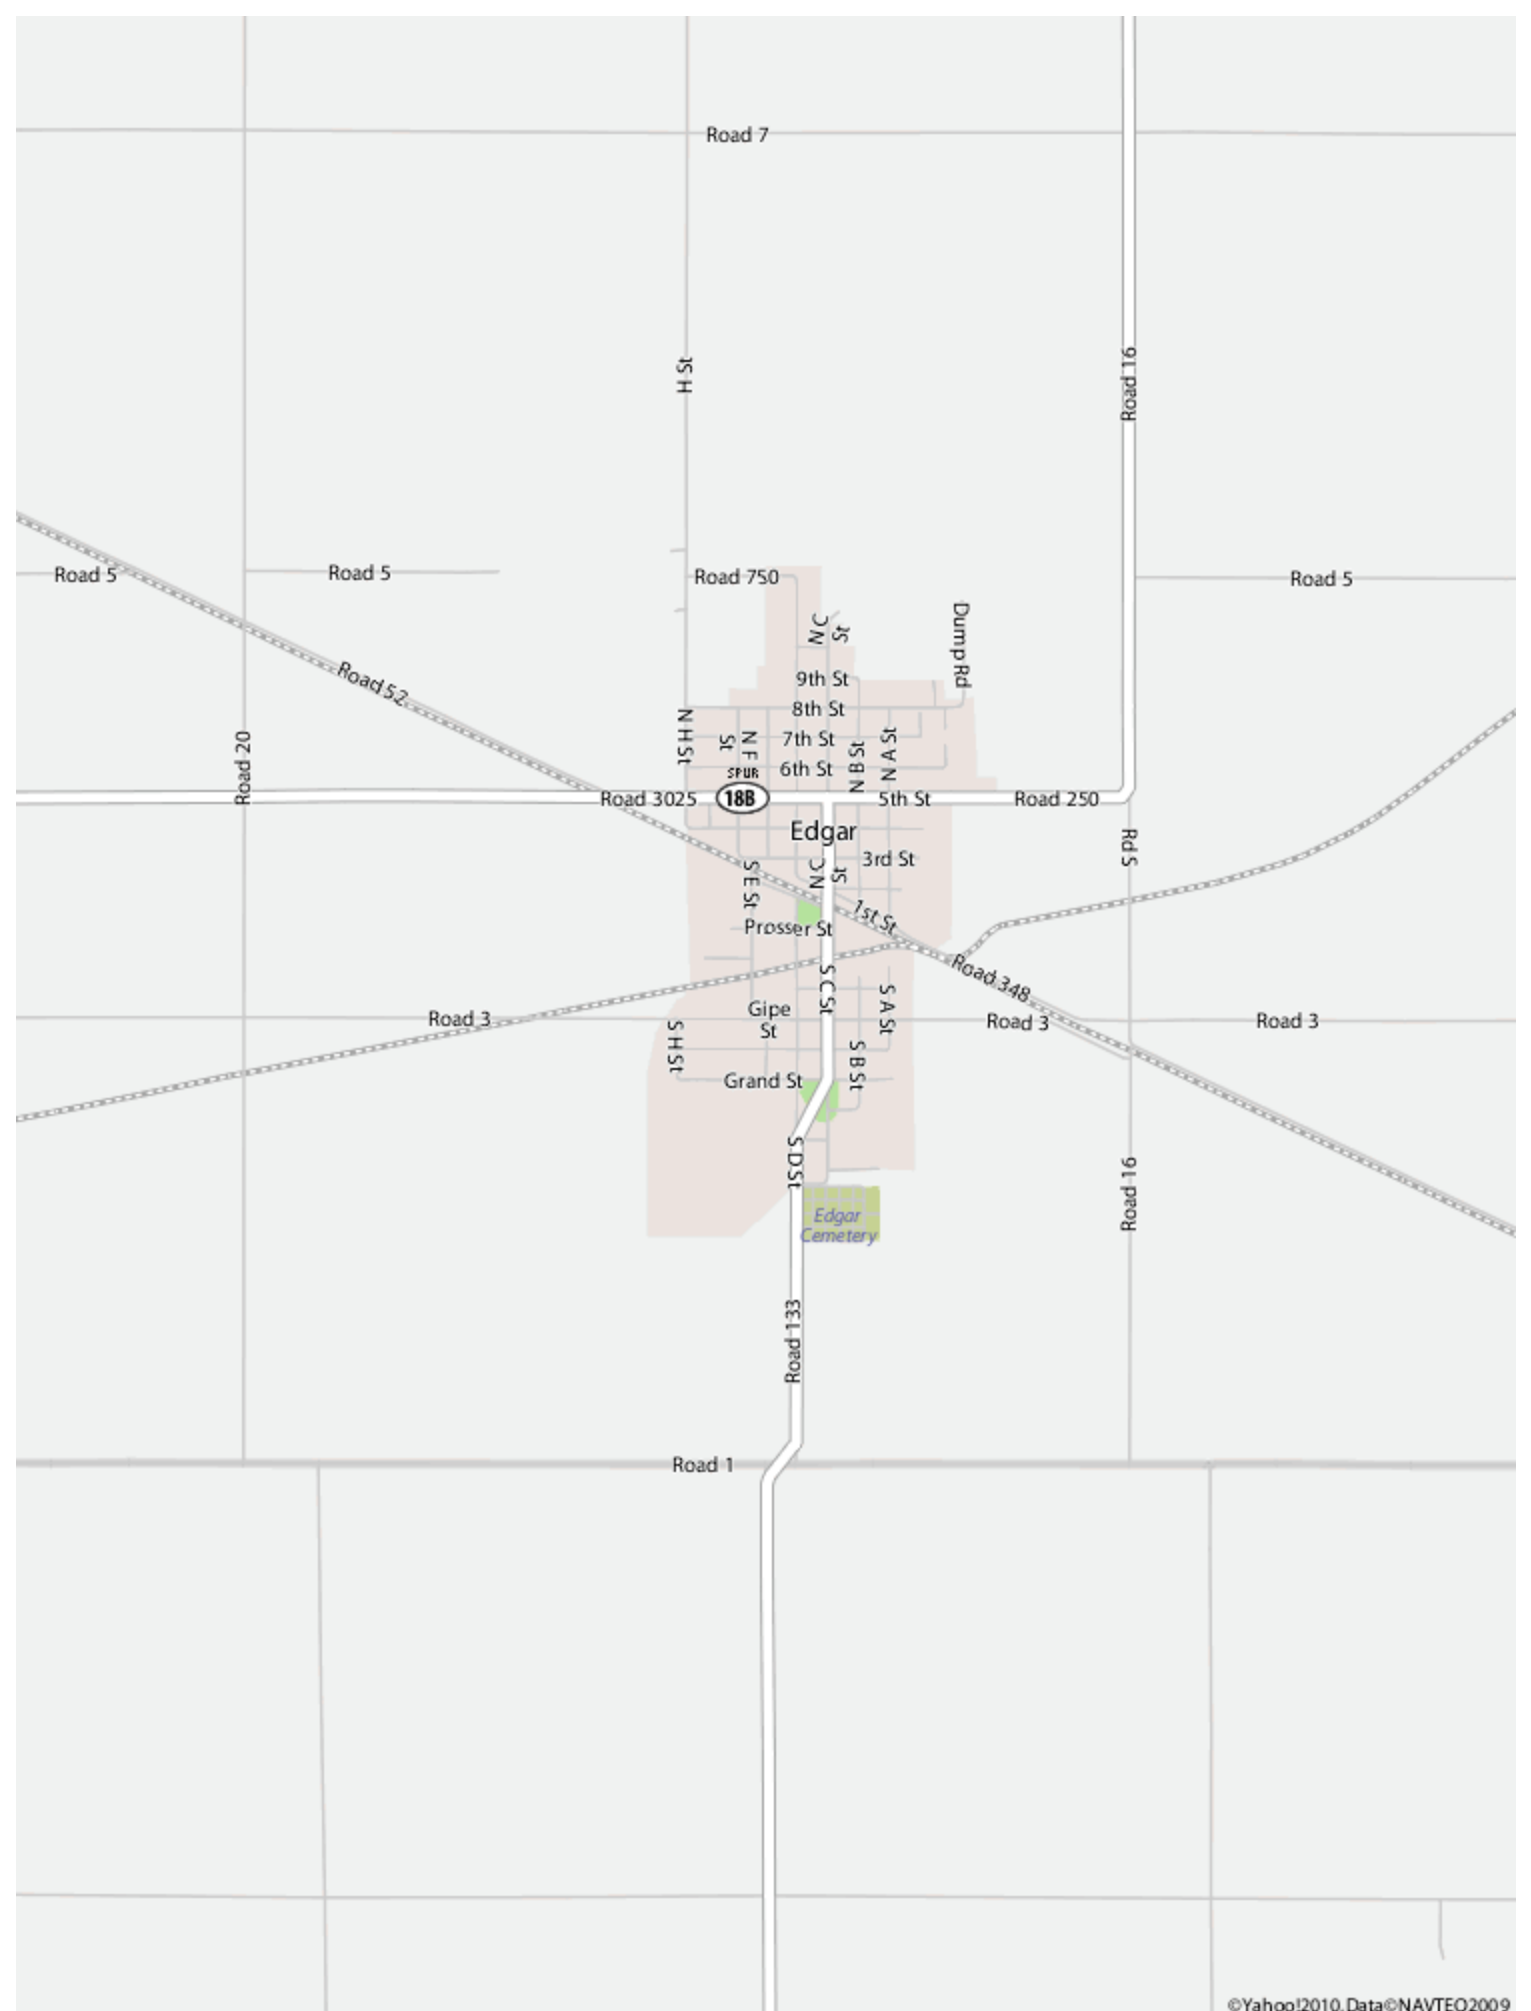 Road 7
H St
Road 16
Road 5
Road 5
Road 750
Road 5
N C
St
Dump Rd
Road 52
9th St
8th St
N H St
St
N F
7th St
N B St
N A St
Road 20
6th St
SPUR
18B
Road 3025
5th St
Road 250
Edgar
Rd S
3rd St
N C
St
S E St
1st St
Prosser St
Road 348
S C St
S A St
Gipe
St
Road 3
Road 3
Road 3
S H St
S B St
Grand St
S D St
Road 16
Edgar
Cemetery
Road 133
Road 1
©Yahoo!2010,Data©NAVTEQ2009